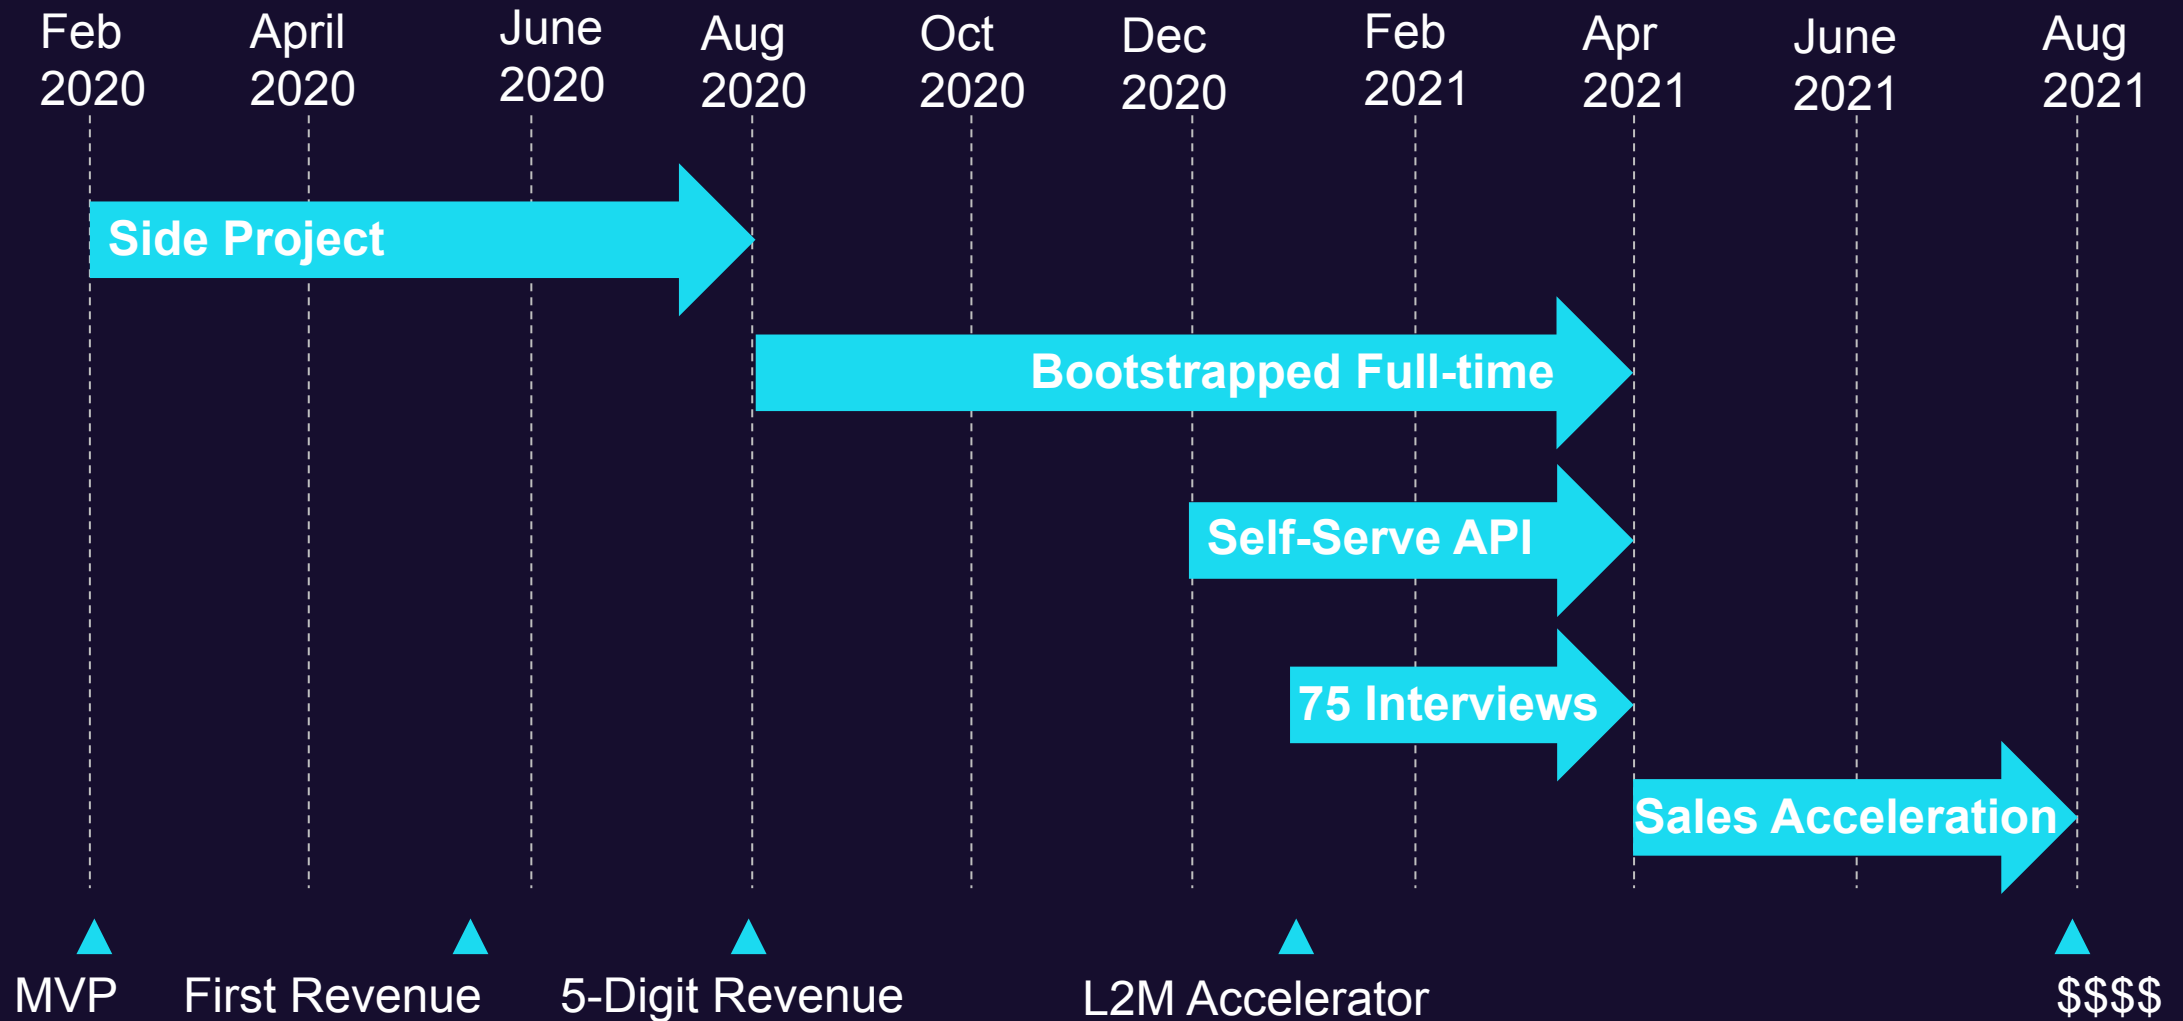 Feb
2020
April
2020
June
2020
Aug
2020
Oct
2020
Dec
2020
Feb
2021
Apr
2021
June
2021
Aug
2021
Side Project
Bootstrapped Full-time
Self-Serve API
75 Interviews
Sales Acceleration
MVP
First Revenue
5-Digit Revenue
L2M Accelerator
$$$$